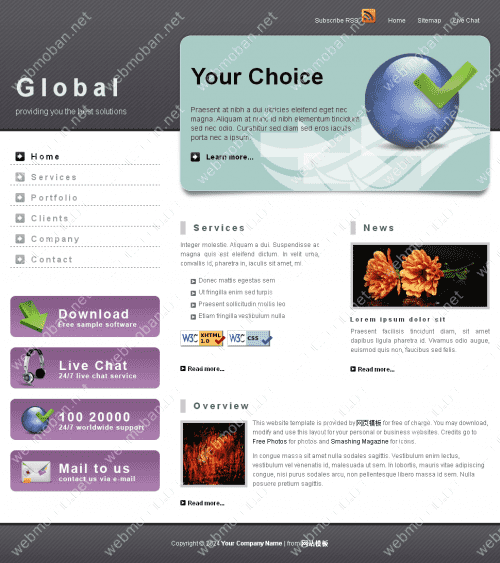 Subscribe RSS
Home
Sitemap
Live Chat
Global
providing you the best solutions
Your Choice
Praesent at nibh a dui ultricies eleifend eget nec
magna. Aliquam at nunc id nibh elementum tincidunt
sed nec odio. Curabitur sed diam sed eros iaculis
porta nec a ipsum.
Learn more...
Home
Services
Portfolio
Clients
Company
Contact
Download
Free sample software
Live Chat
24/7 live chat service
100 20000
24/7 worldwide support
Mail to us
contact us via e-mail
Services
Integer molestie. Aliquam a dui. Suspendisse ac
magna quis est eleifend dictum. In velit urna,
convallis id, pharetra in, iaculis sit amet, mi.
Donec mattis egestas sem
Ut fringilla enim sed turpis
Praesent sollicitudin mollis leo
Etiam fringilla vestibulum nulla
W3C XHTML 1.0
W3C CSS
Read more...
News
Lorem ipsum dolor sit
Praesent facilisis tincidunt diam, sit amet
dapibus ligula pharetra id. Vivamus odio augue,
euismod quis non, faucibus sed felis.
Read more...
Overview
This website template is provided by 网页模板 for free of charge. You may download,
modify and use this layout for your personal or business websites. Credits go to
Free Photos for photos and Smashing Magazine for icons.
In congue massa sit amet nulla sodales sagittis. Vestibulum enim lectus,
vestibulum vel venenatis id, malesuada ut sem. In lobortis, mauris vitae adipiscing
congue, nisi purus sodales arcu, non pellentesque libero massa id sem. Nulla
posuere pretium sagittis.
Read more...
Copyright © 2024 Your Company Name | from 网站模板
webmoban.net